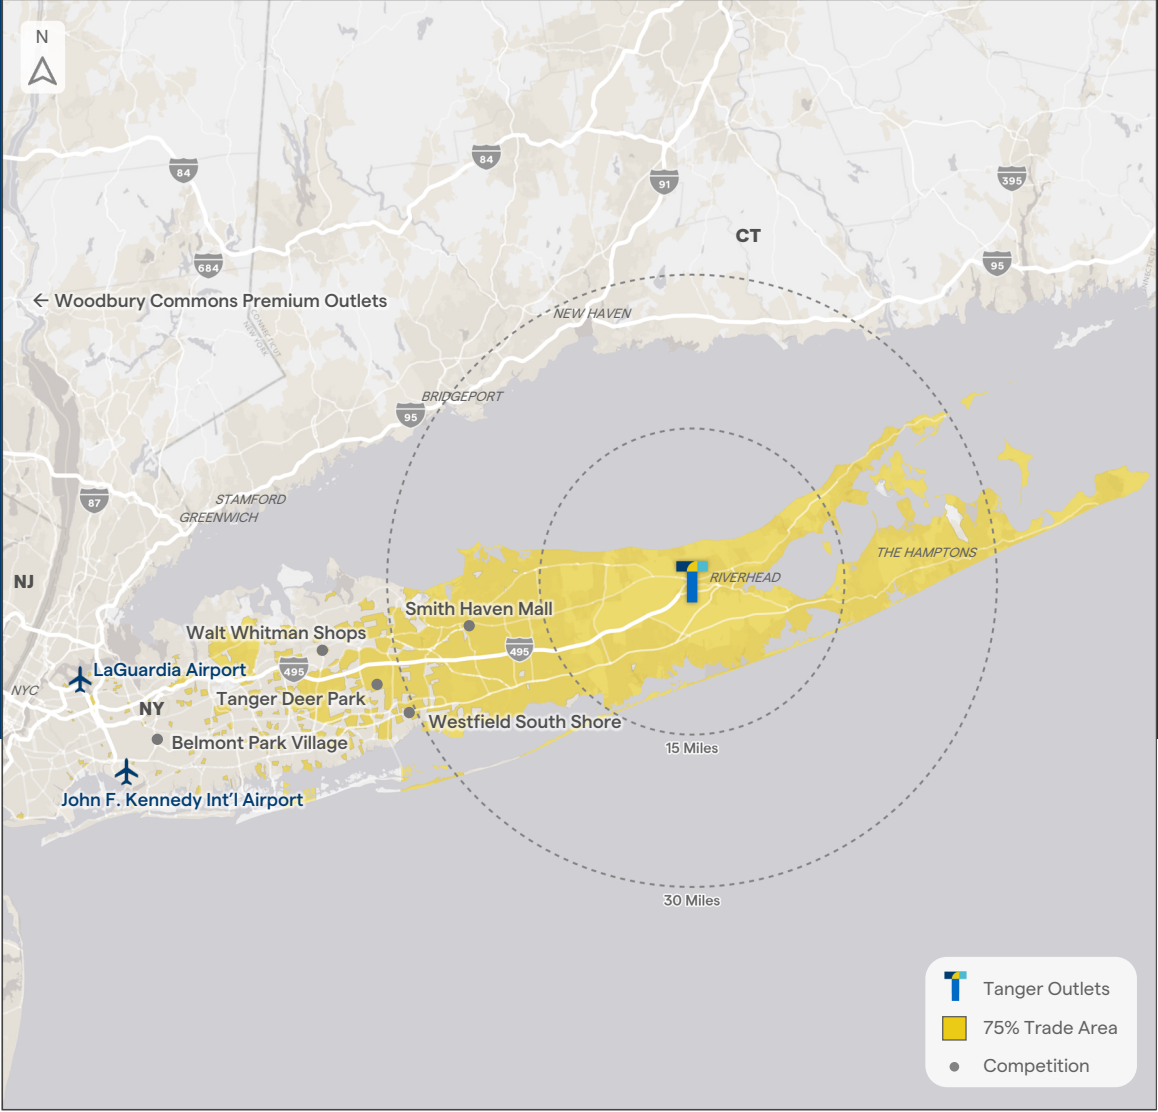 N
84
84
91
395
CT
684
95
← Woodbury Commons Premium Outlets
NEW HAVEN
CONNECTICUT
NEW YORK
BRIDGEPORT
95
87
STAMFORD
GREENWICH
NJ
THE HAMPTONS
RIVERHEAD
Smith Haven Mall
Walt Whitman Shops
495
495
LaGuardia Airport
NYC
Tanger Deer Park
NY
Westfield South Shore
Belmont Park Village
15 Miles
John F. Kennedy Int'l Airport
30 Miles
Tanger Outlets
75% Trade Area
Competition